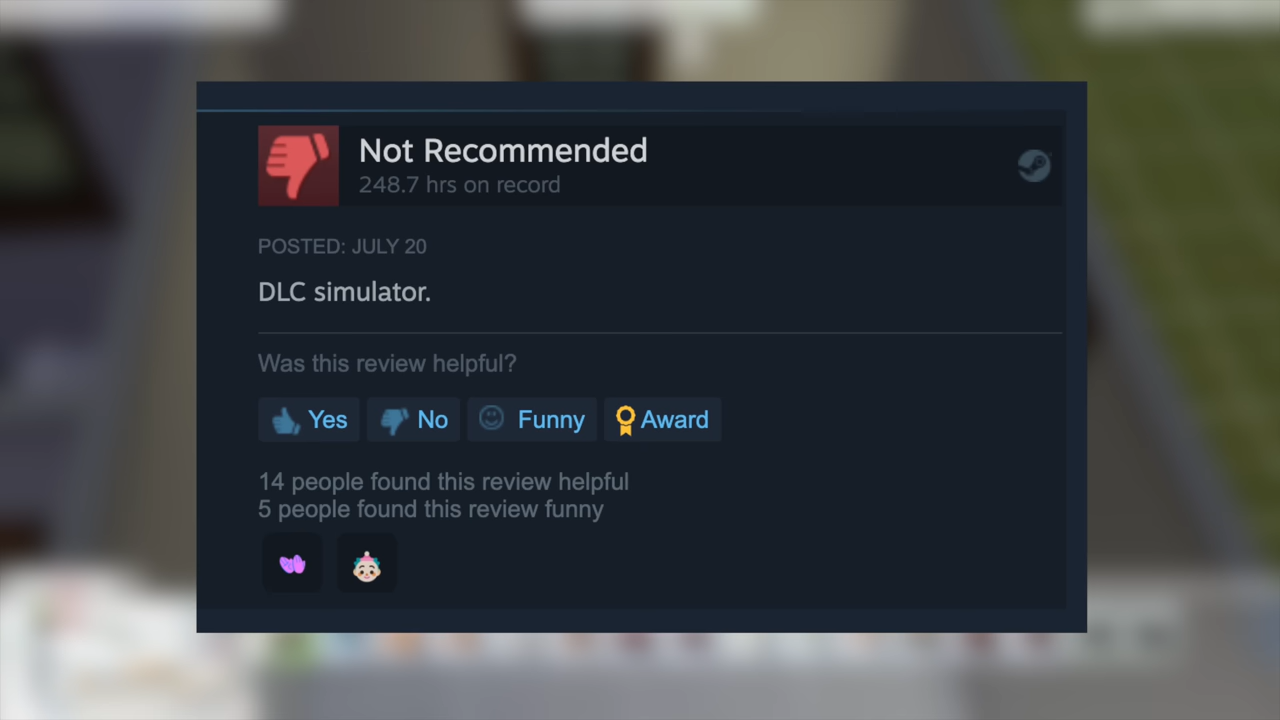 Not Recommended
248.7 hrs on record
POSTED: JULY 20
DLC simulator.
Was this review helpful?
Yes No Funny Award
14 people found this review helpful
5 people found this review funny